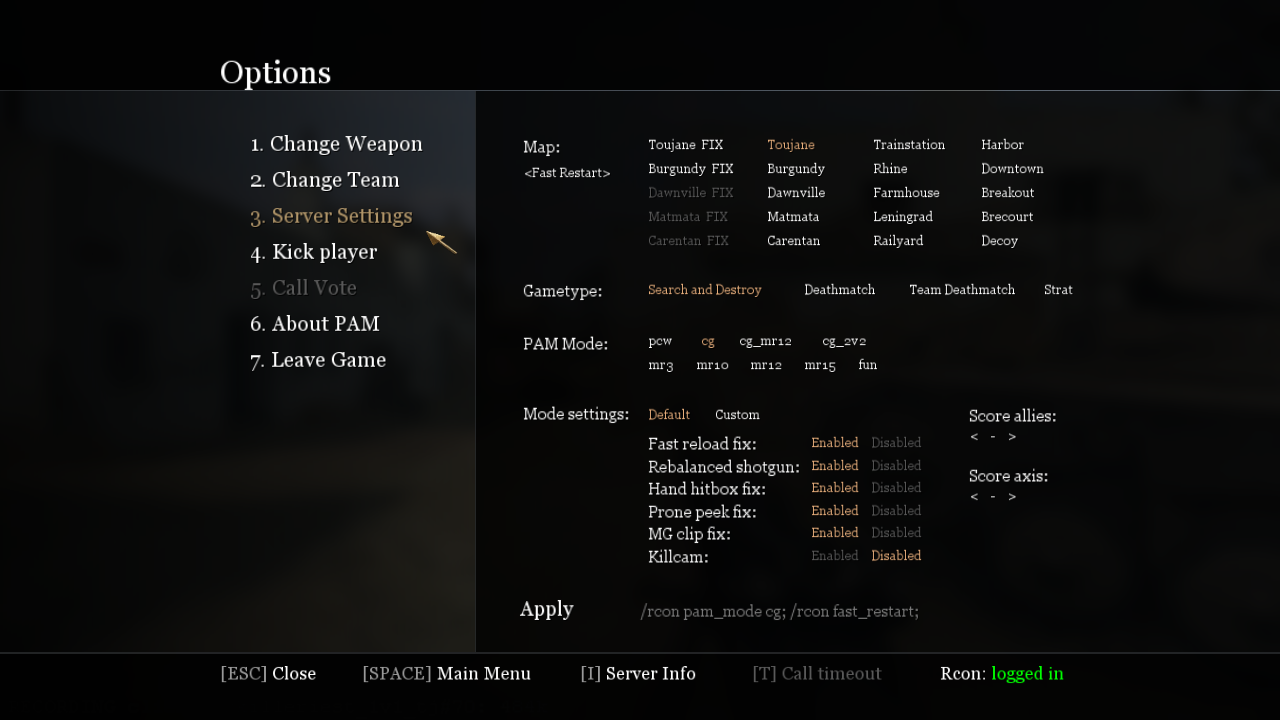 Options
1. Change Weapon
2. Change Team
3. Server Settings
4. Kick player
5. Call Vote
6. About PAM
7. Leave Game
Map: Toujane FIX Toujane Trainstation Harbor
<Fast Restart> Burgundy FIX Burgundy Rhine Downtown
Dawnville FIX Dawnville Farmhouse Breakout
Matmata FIX Matmata Leningrad Brecourt
Carentan FIX Carentan Railyard Decoy
Gametype: Search and Destroy Deathmatch Team Deathmatch Strat
PAM Mode: pcw cg cg_mr12 cg_2v2
mr3 mr10 mr12 mr15 fun
Mode settings: Default Custom
Fast reload fix: Enabled Disabled
Rebalanced shotgun: Enabled Disabled
Hand hitbox fix: Enabled Disabled
Prone peek fix: Enabled Disabled
MG clip fix: Enabled Disabled
Killcam: Enabled Disabled
Score allies:
< - >
Score axis:
< - >
Apply /rcon pam_mode cg; /rcon fast_restart;
[ESC] Close [SPACE] Main Menu [I] Server Info [T] Call timeout Rcon: logged in